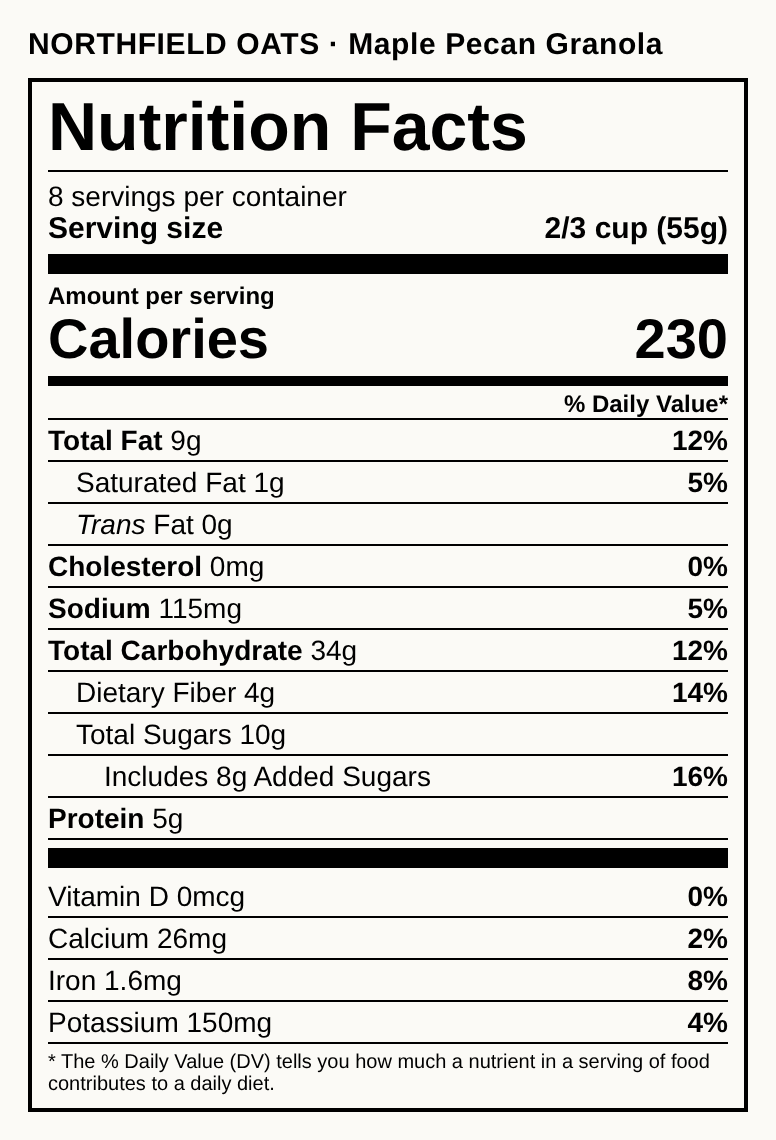 NORTHFIELD OATS · Maple Pecan Granola
Nutrition Facts
8 servings per container
Serving size 2/3 cup (55g)
Amount per serving
Calories 230
% Daily Value*
Total Fat 9g 12%
Saturated Fat 1g 5%
Trans Fat 0g
Cholesterol 0mg 0%
Sodium 115mg 5%
Total Carbohydrate 34g 12%
Dietary Fiber 4g 14%
Total Sugars 10g
Includes 8g Added Sugars 16%
Protein 5g
Vitamin D 0mcg 0%
Calcium 26mg 2%
Iron 1.6mg 8%
Potassium 150mg 4%
* The % Daily Value (DV) tells you how much a nutrient in a serving of food
contributes to a daily diet.